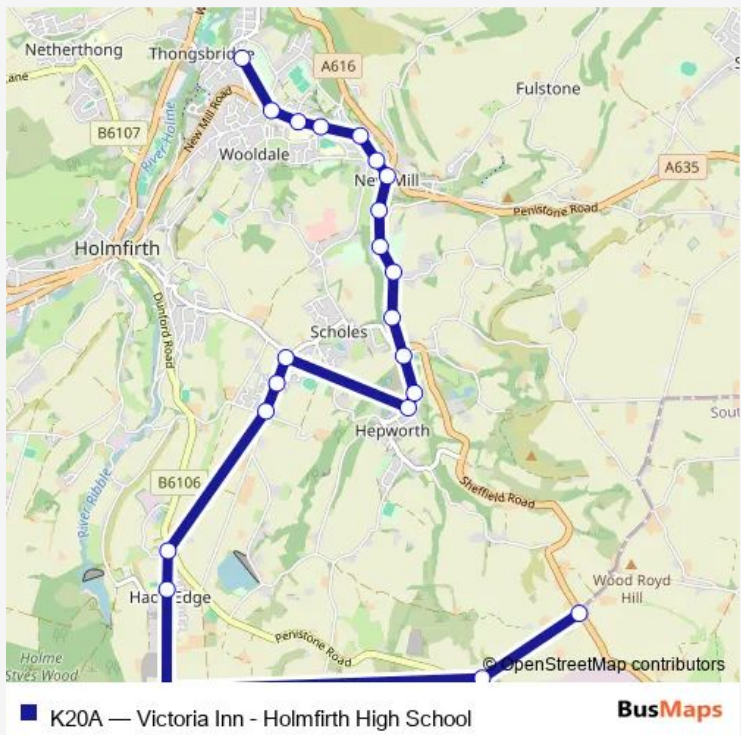 Netherthong
Thongsbridge
A616
Fulstone
Lane
B6107
River Holme
New Mill Road
Wooldale
New Mill
A635
Penistone Road
Holmfirth
Dunford Road
Scholes
Hepworth
B6106
River Ribble
Sheffield Road
Sout
Hade Edge
Wood Royd
Hill
Penistone Road
Holme
Styes Wood
© OpenStreetMap contributors
K20A — Victoria Inn - Holmfirth High School
BusMaps